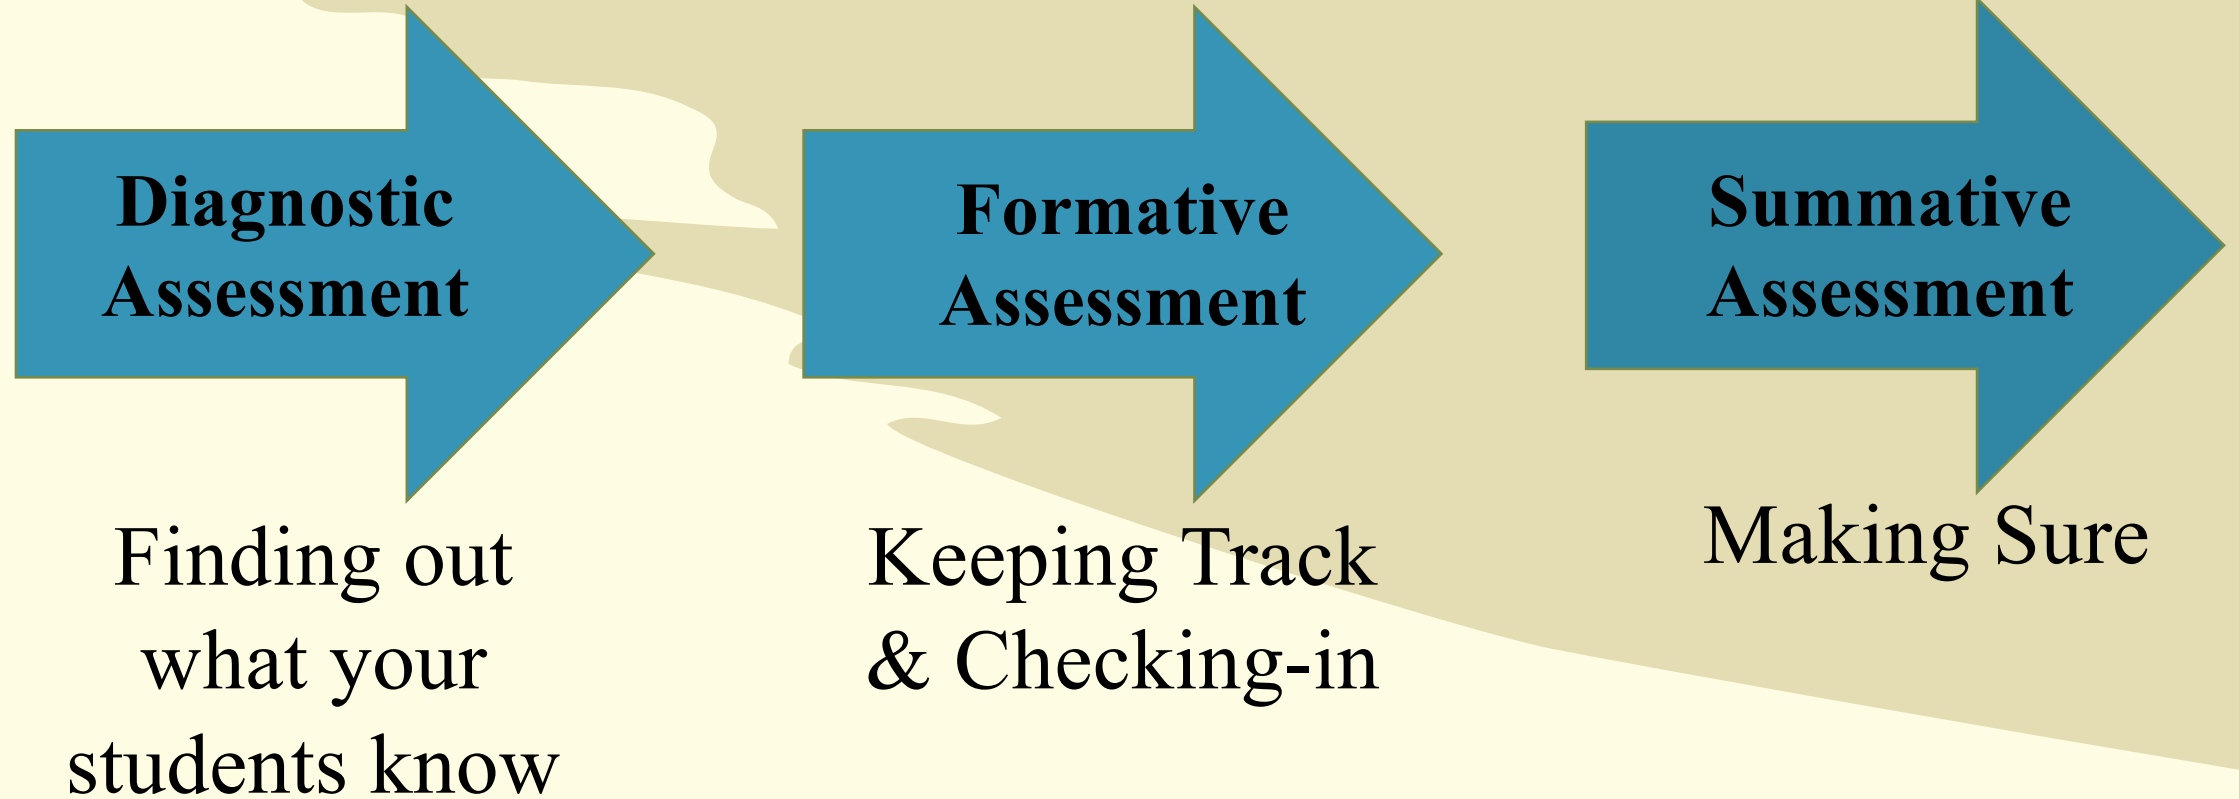 Diagnostic
Assessment
Formative
Assessment
Summative
Assessment
Finding out
what your
students know
Keeping Track
& Checking-in
Making Sure